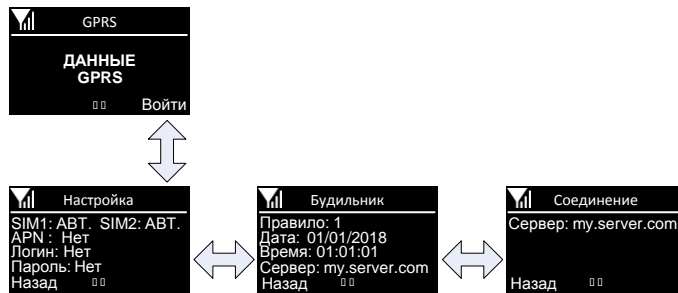 GPRS
ДАННЫЕ
GPRS
Войти
Настройка
SIM1: АВТ. SIM2: АВТ.
APN : Нет
Логин: Нет
Пароль: Нет
Назад
Будильник
Правило: 1
Дата: 01/01/2018
Время: 01:01:01
Сервер: my.server.com
Назад
Соединение
Сервер: my.server.com
Назад